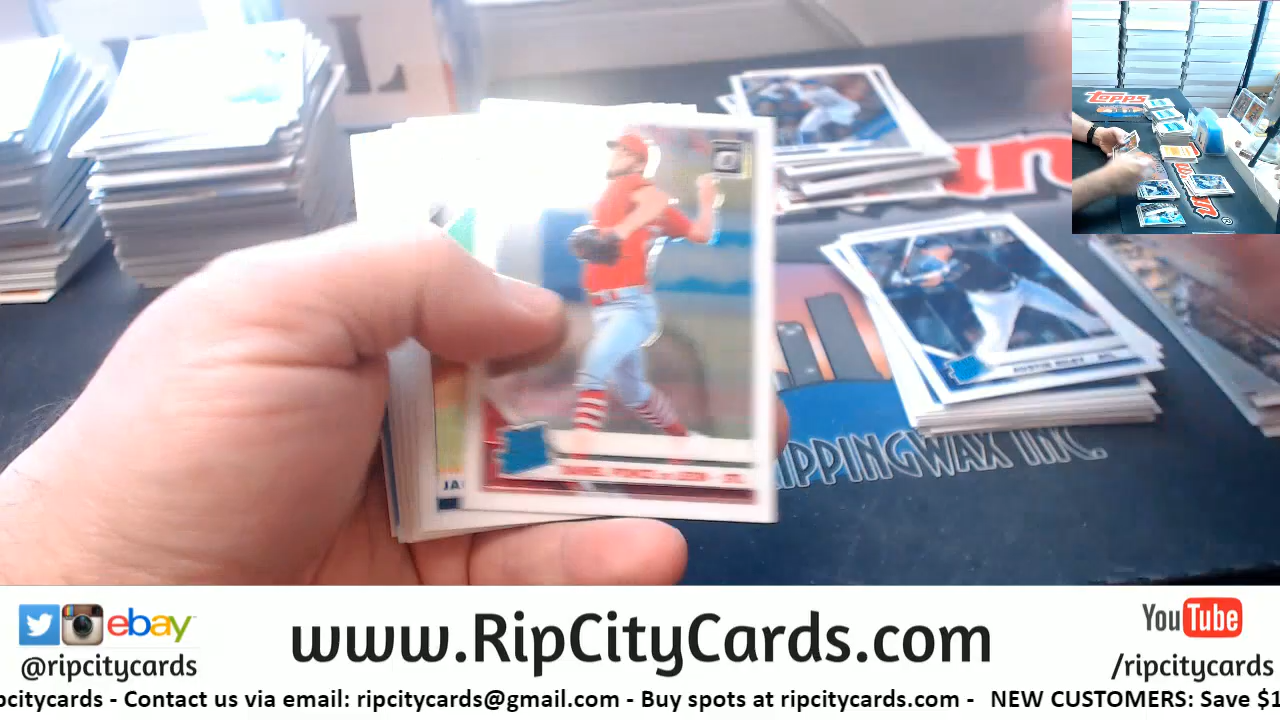 topps
RIPPINGWAX INC.
JA
www.RipCityCards.com
ebay
@ripcitycards
YouTube
/ripcitycards
pcitycards - Contact us via email: ripcitycards@gmail.com - Buy spots at ripcitycards.com - NEW CUSTOMERS: Save $1